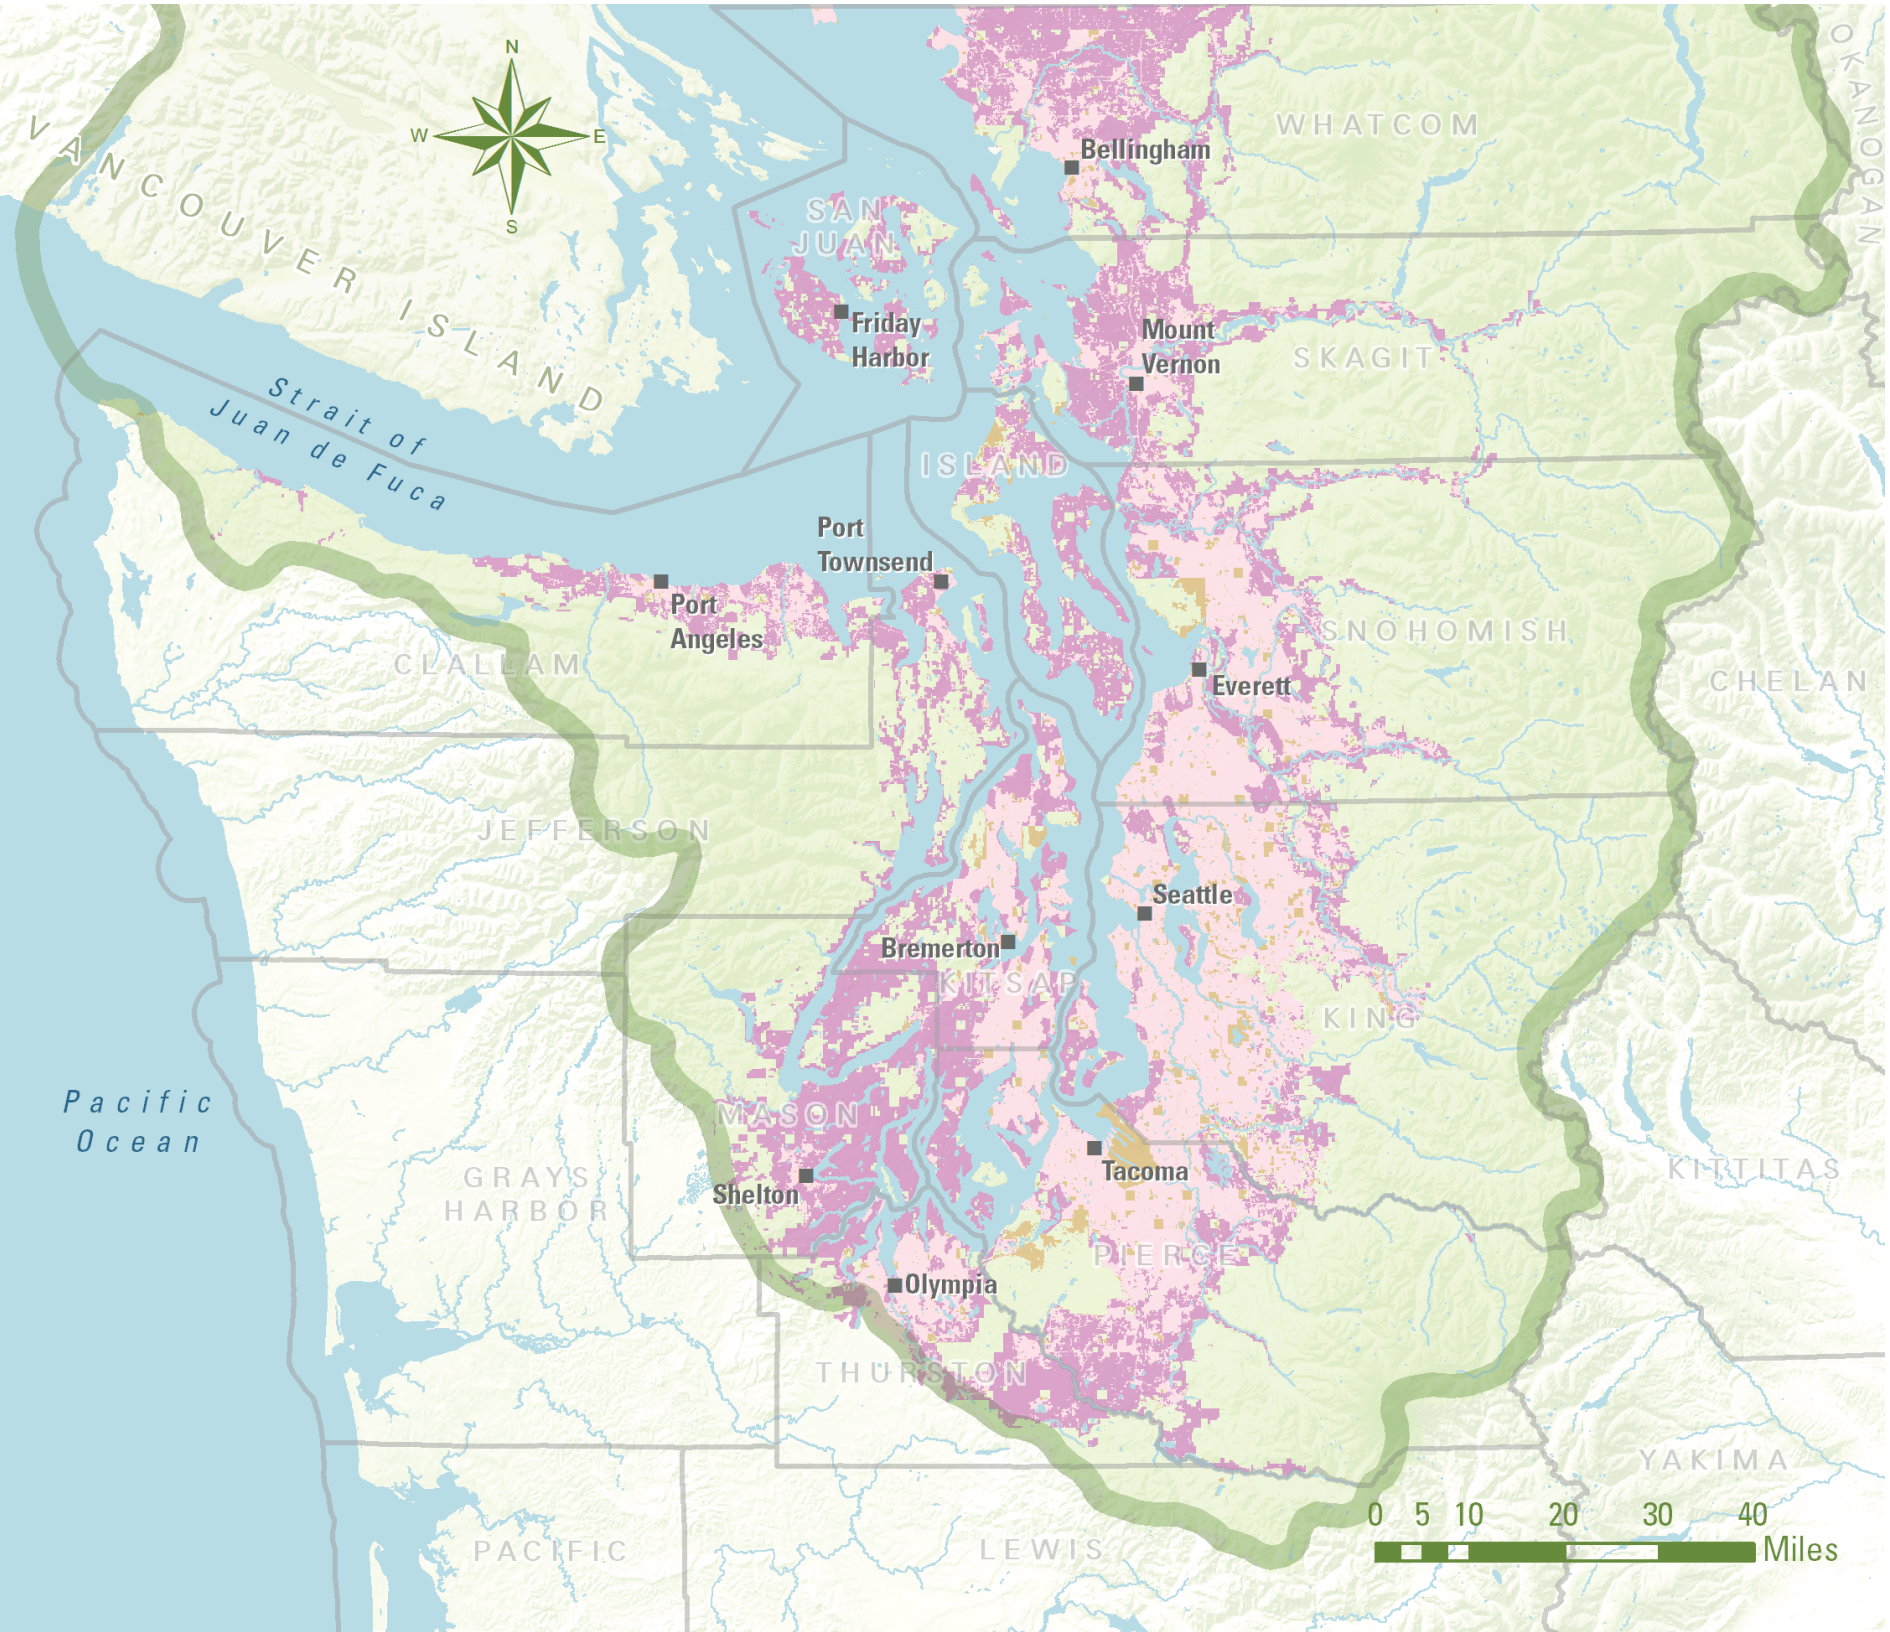 N
W
E
S
VANCOUVER ISLAND
OKANOGAN
WHATCOM
Bellingham
SAN
JUAN
Friday
Harbor
Mount
Vernon
SKAGIT
Strait of
Juan de Fuca
ISLAND
Port
Townsend
Port
Angeles
CLALLAM
SNOHOMISH
Everett
CHELAN
JEFFERSON
Seattle
Bremerton
KITSAP
KING
Pacific
Ocean
MASON
Tacoma
Shelton
GRAYS
HARBOR
KITTITAS
PIERCE
Olympia
THURSTON
YAKIMA
PACIFIC
LEWIS
0 5 10 20 30 40
Miles